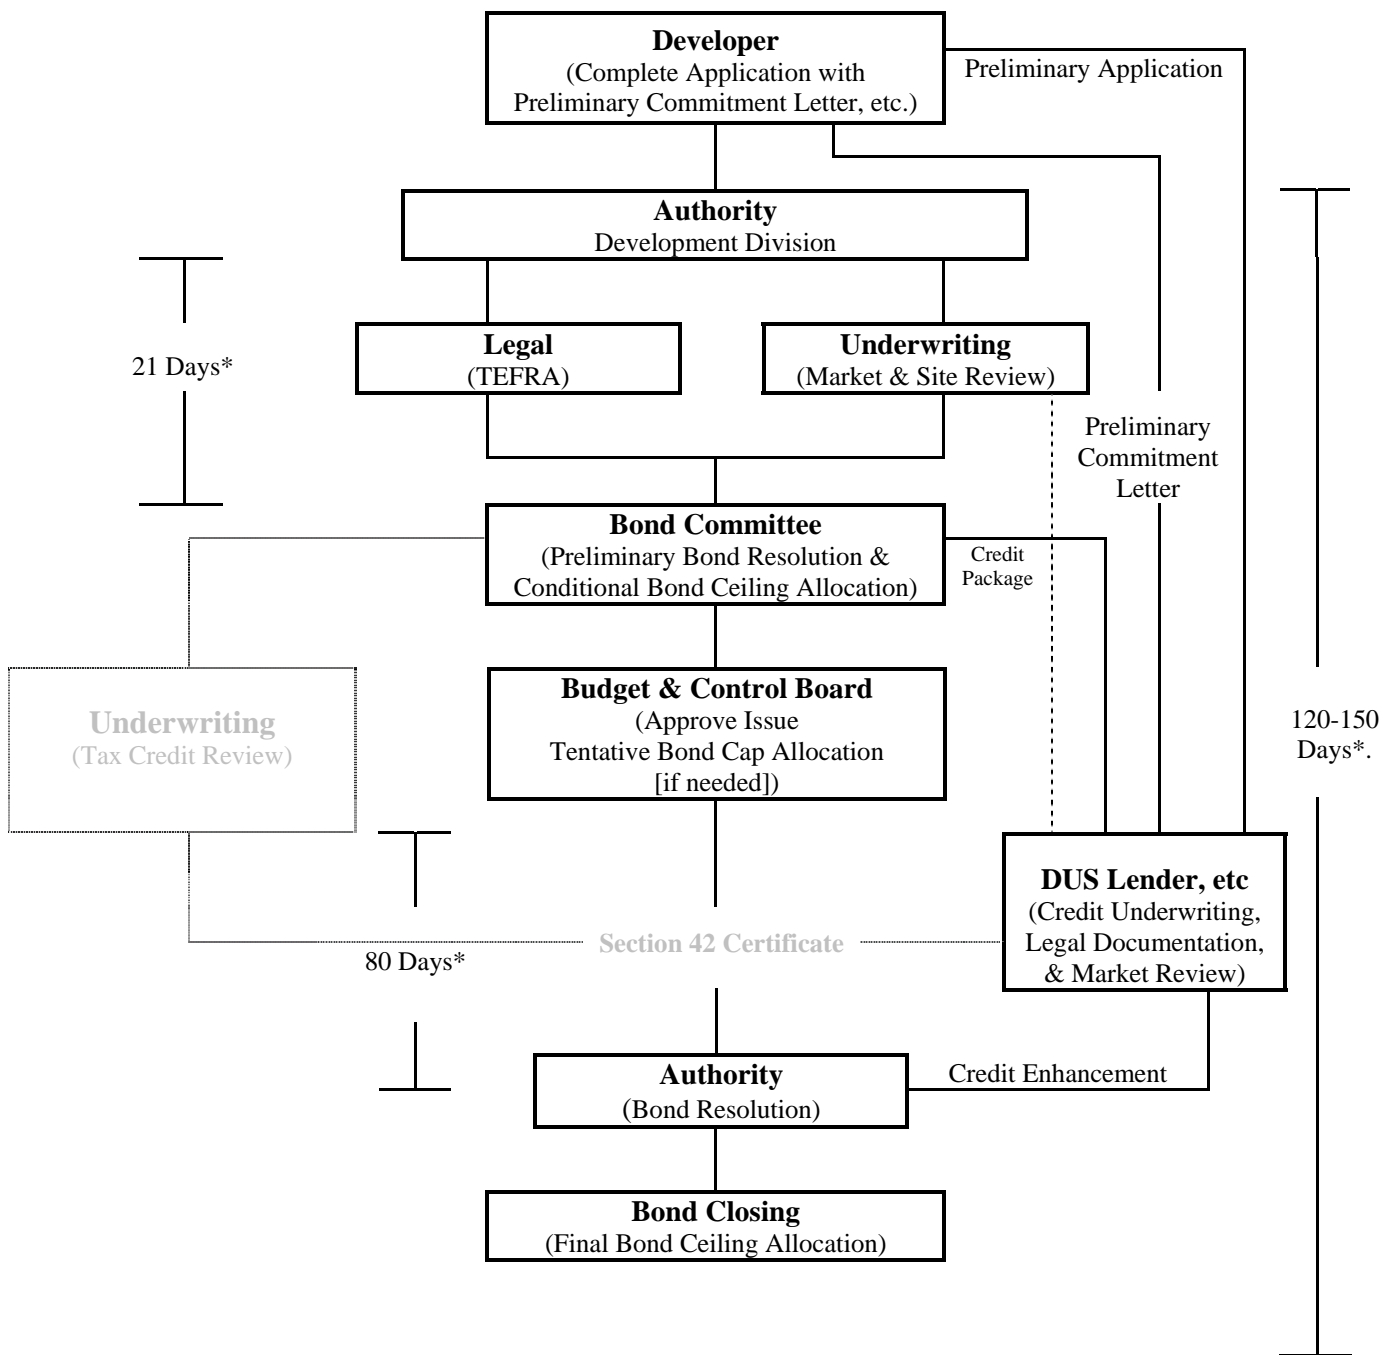 Developer
(Complete Application with
Preliminary Commitment Letter, etc.)
Preliminary Application
Authority
Development Division
21 Days*
Legal
(TEFRA)
Underwriting
(Market & Site Review)
Preliminary
Commitment
Letter
Bond Committee
(Preliminary Bond Resolution &
Conditional Bond Ceiling Allocation)
Credit
Package
Underwriting
(Tax Credit Review)
Budget & Control Board
(Approve Issue
Tentative Bond Cap Allocation
[if needed])
120-150
Days*.
DUS Lender, etc
(Credit Underwriting,
Legal Documentation,
& Market Review)
Section 42 Certificate
80 Days*
Authority
(Bond Resolution)
Credit Enhancement
Bond Closing
(Final Bond Ceiling Allocation)